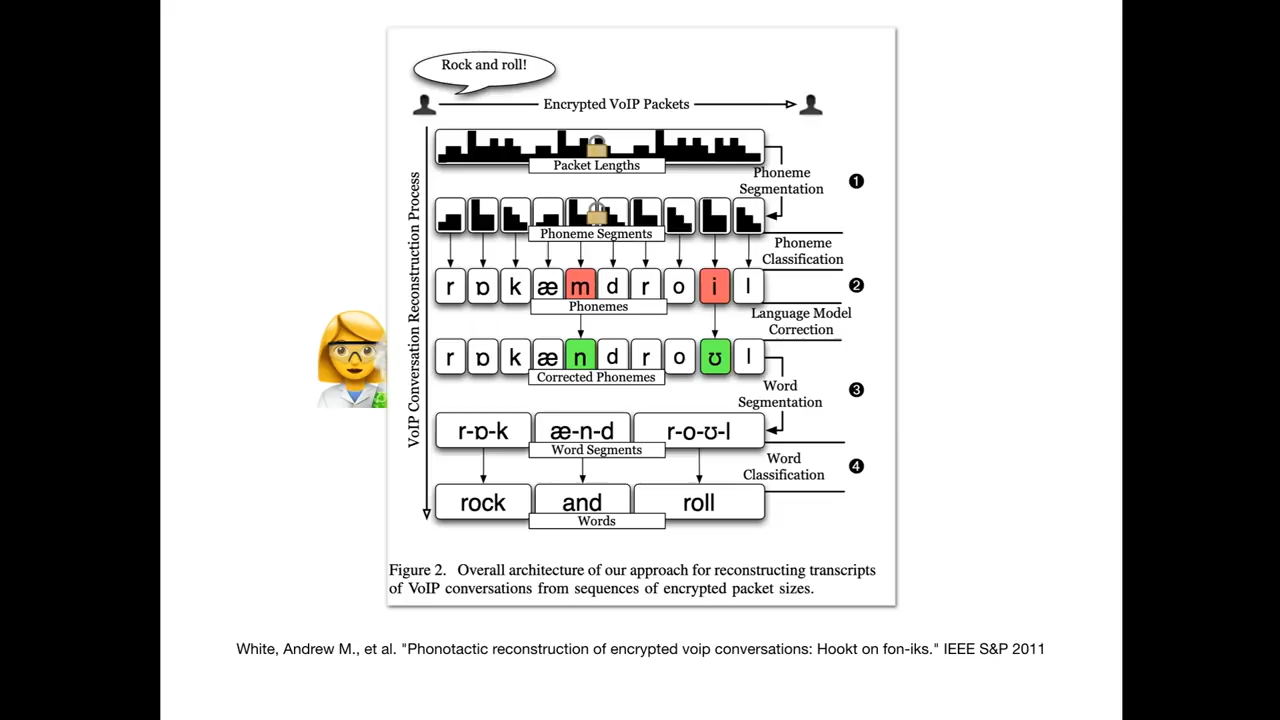 Rock and roll!
Encrypted VoIP Packets
VoIP Conversation Reconstruction Process
Packet Lengths
Phoneme
Segmentation
❶
Phoneme Segments
Phoneme
Classification
r ɒ k æ m d r o i l
❷
Phonemes
Language Model
Correction
r ɒ k æ n d r o ʊ l
Corrected Phonemes
Word
Segmentation
❸
r-ɒ-k æ-n-d r-o-ʊ-l
Word Segments
Word
Classification
❹
rock and roll
Words
Figure 2. Overall architecture of our approach for reconstructing transcripts
of VoIP conversations from sequences of encrypted packet sizes.
White, Andrew M., et al. "Phonotactic reconstruction of encrypted voip conversations: Hookt on fon-iks." IEEE S&P 2011